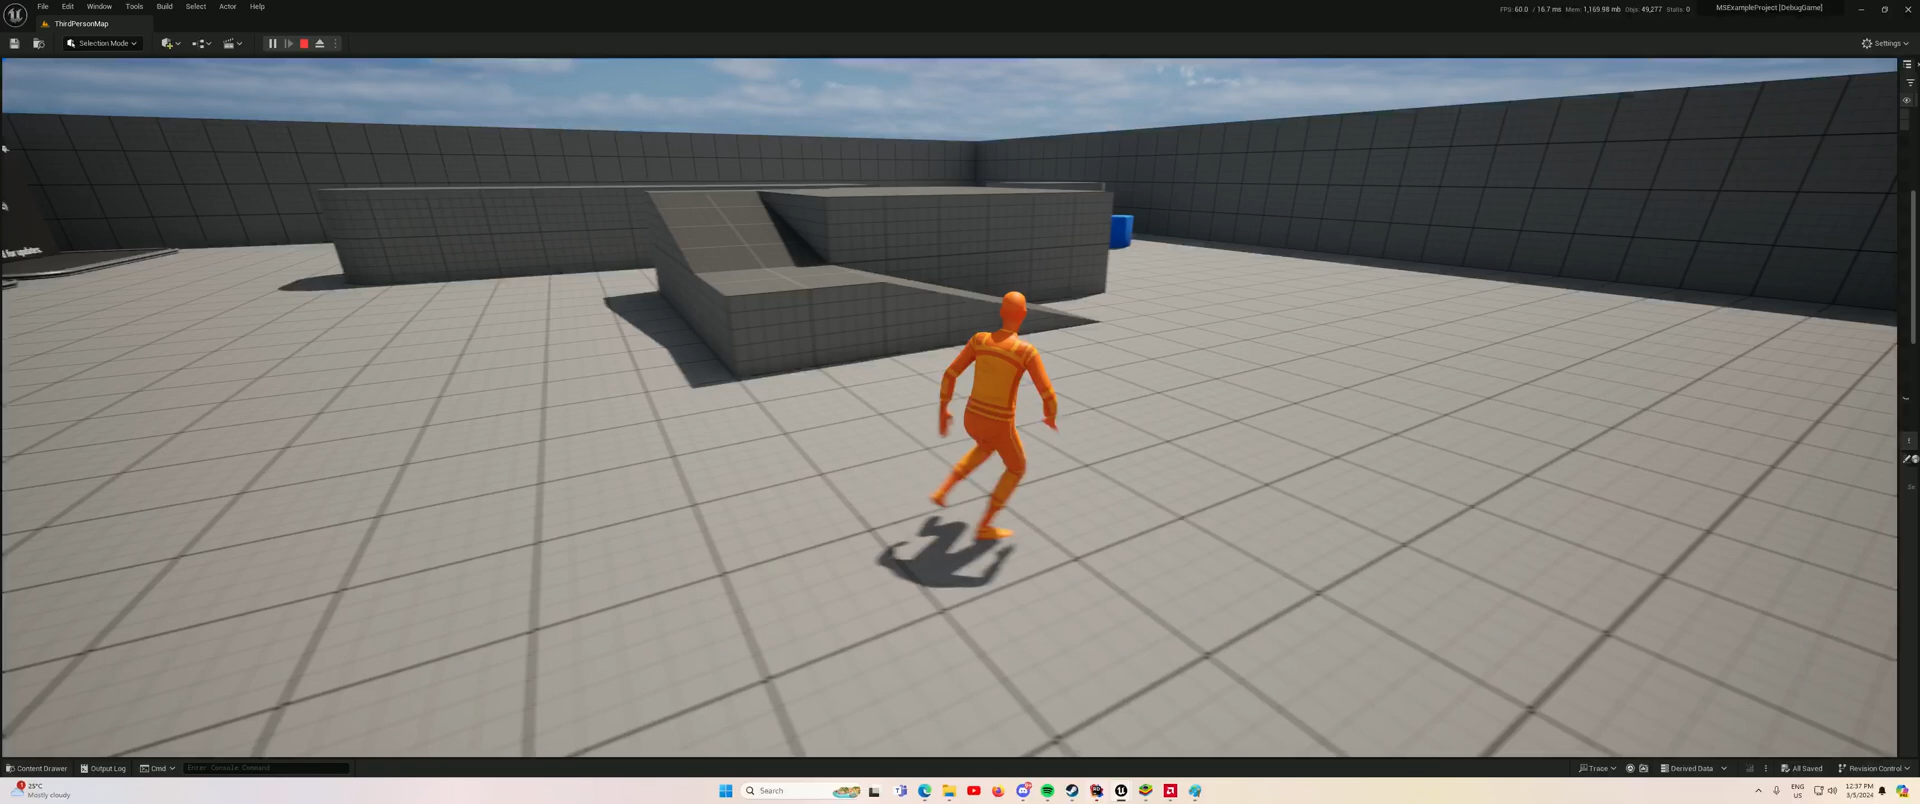 File Edit Window Tools Build Select Actor Help
FPS: 60.0 / 16.7 ms Mem: 1,169.98 mb Objs: 49,277 Stalls: 0
MSExampleProject [DebugGame]
ThirdPersonMap
Selection Mode
Settings
Content Drawer
Output Log
Cmd
Enter Console Command
Trace
Derived Data
All Saved
Revision Control
25°C
Mostly cloudy
Search
ENG
US
12:37 PM
3/5/2024